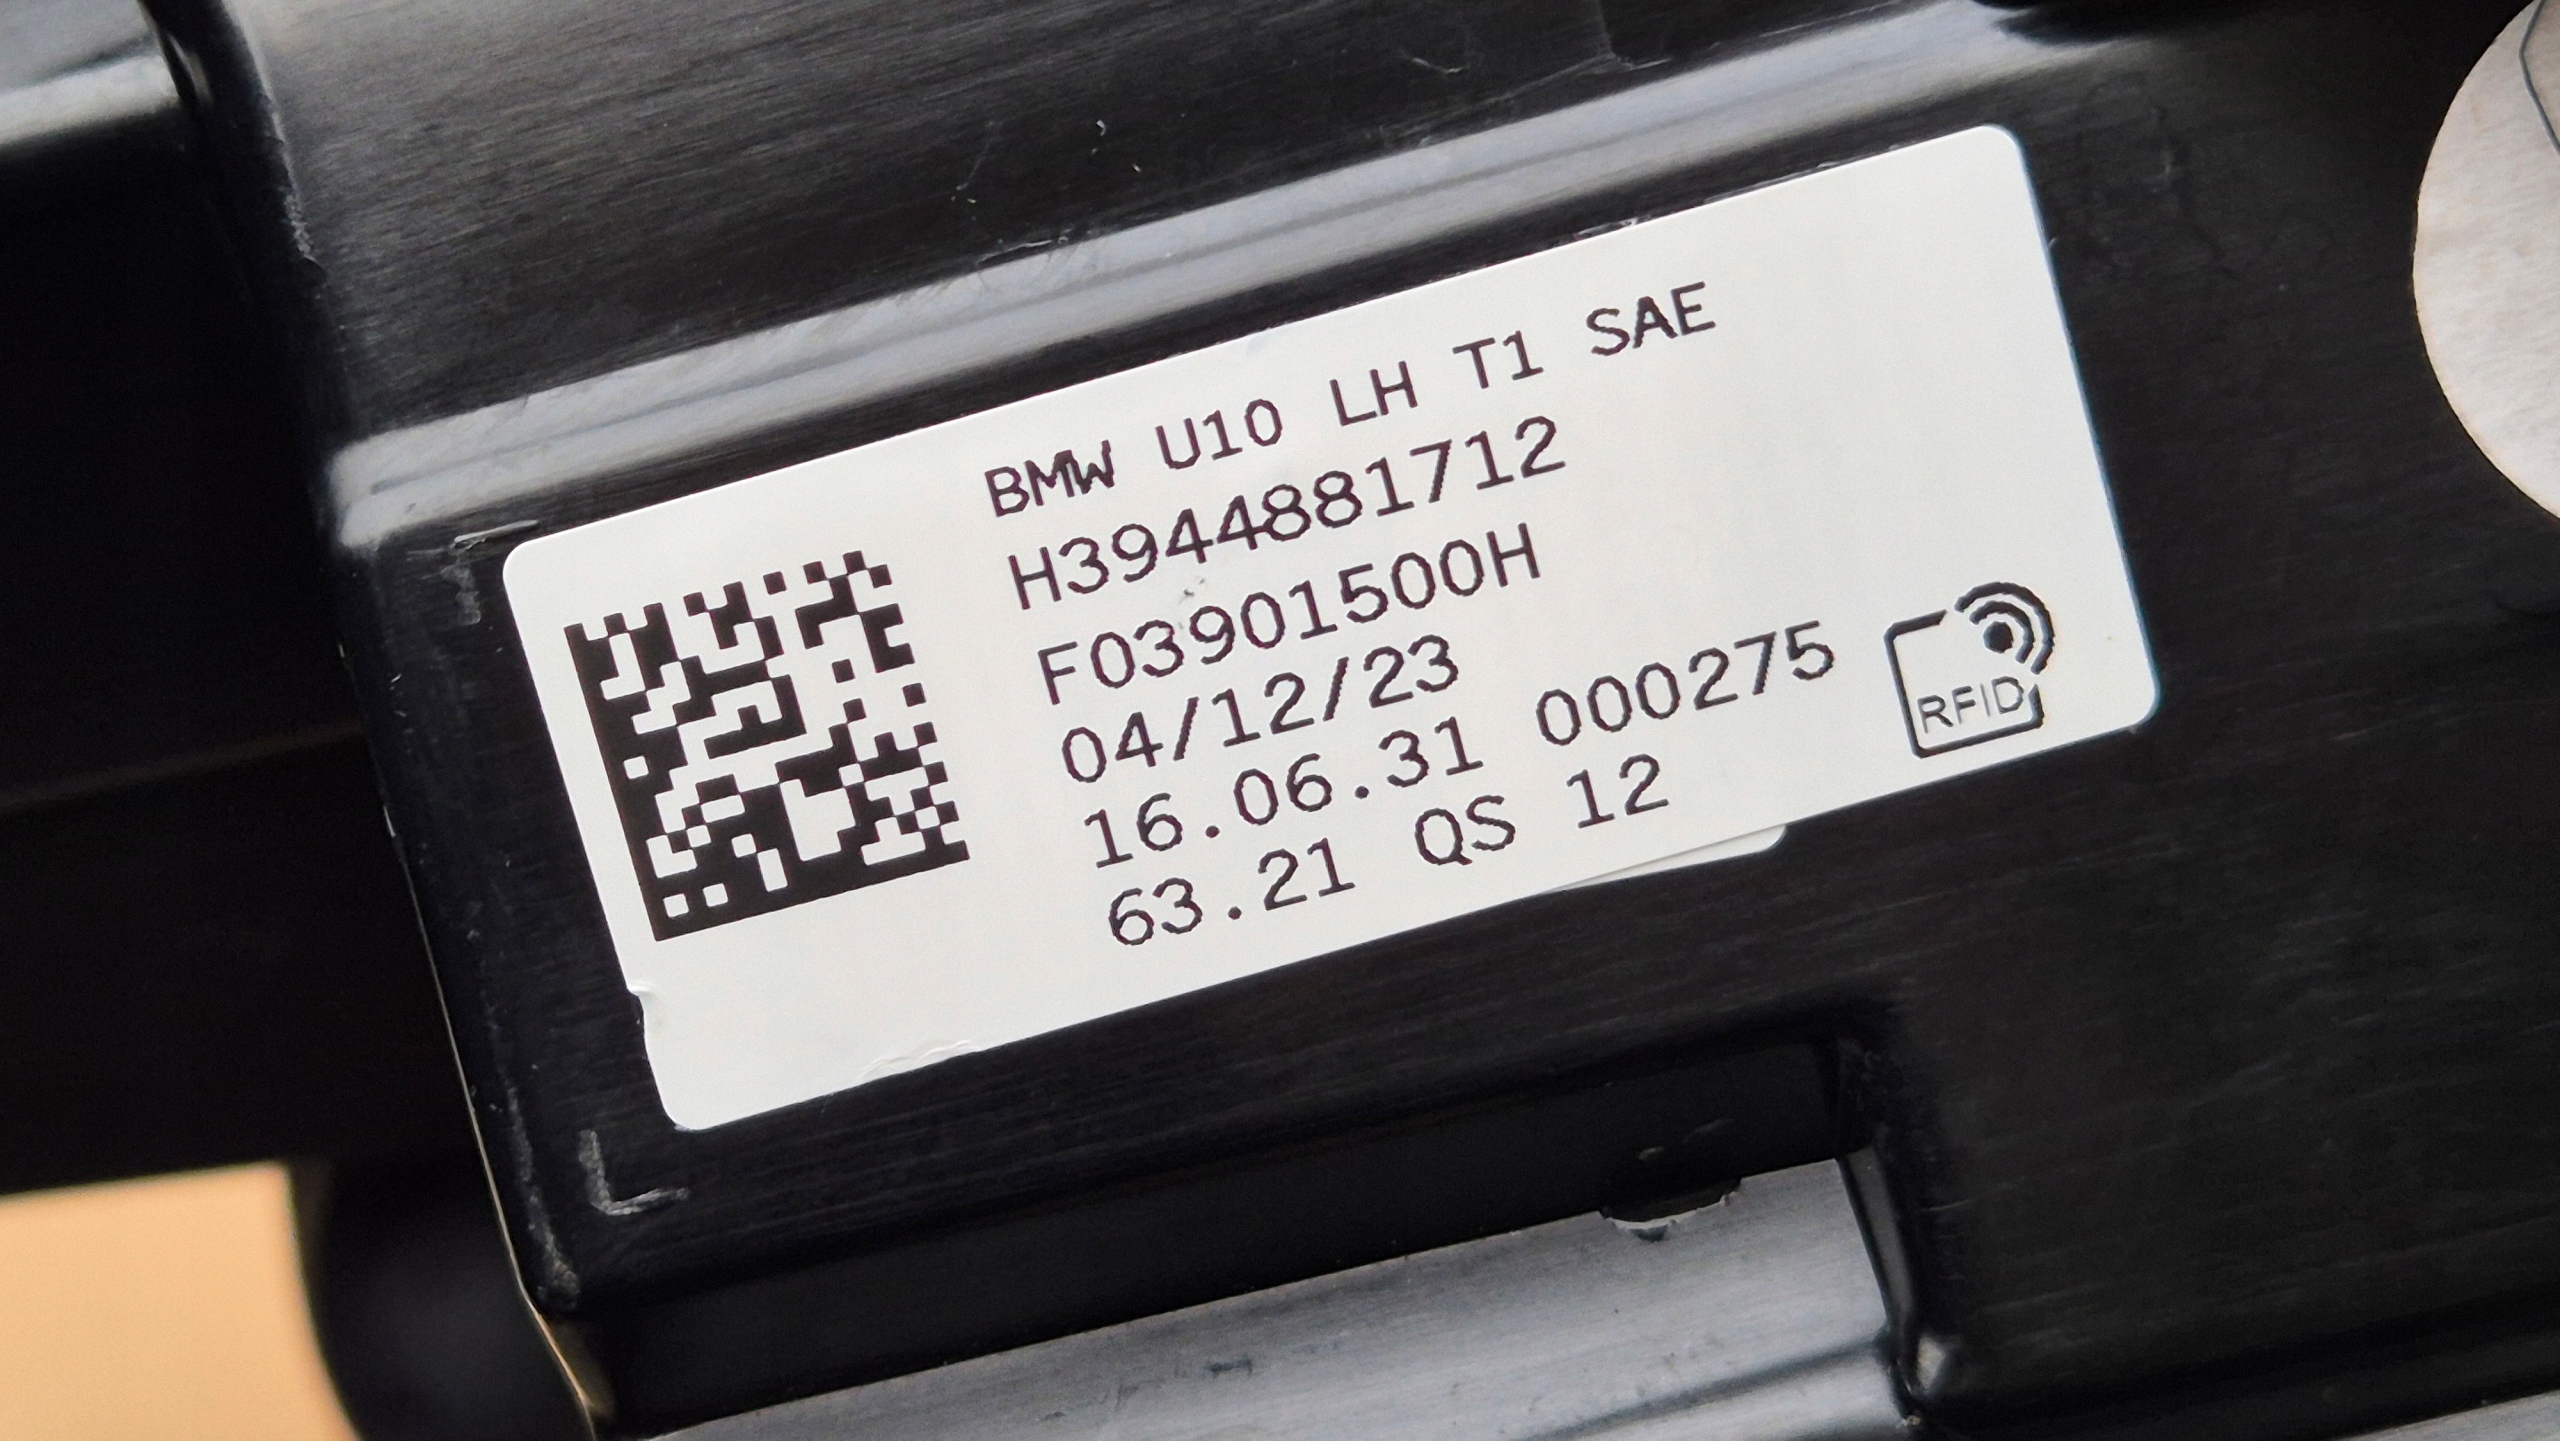 BMW U10 LH T1 SAE
H3944881712
F03901500H
04/12/23
16.06.31 000275
63.21 QS 12
RFID